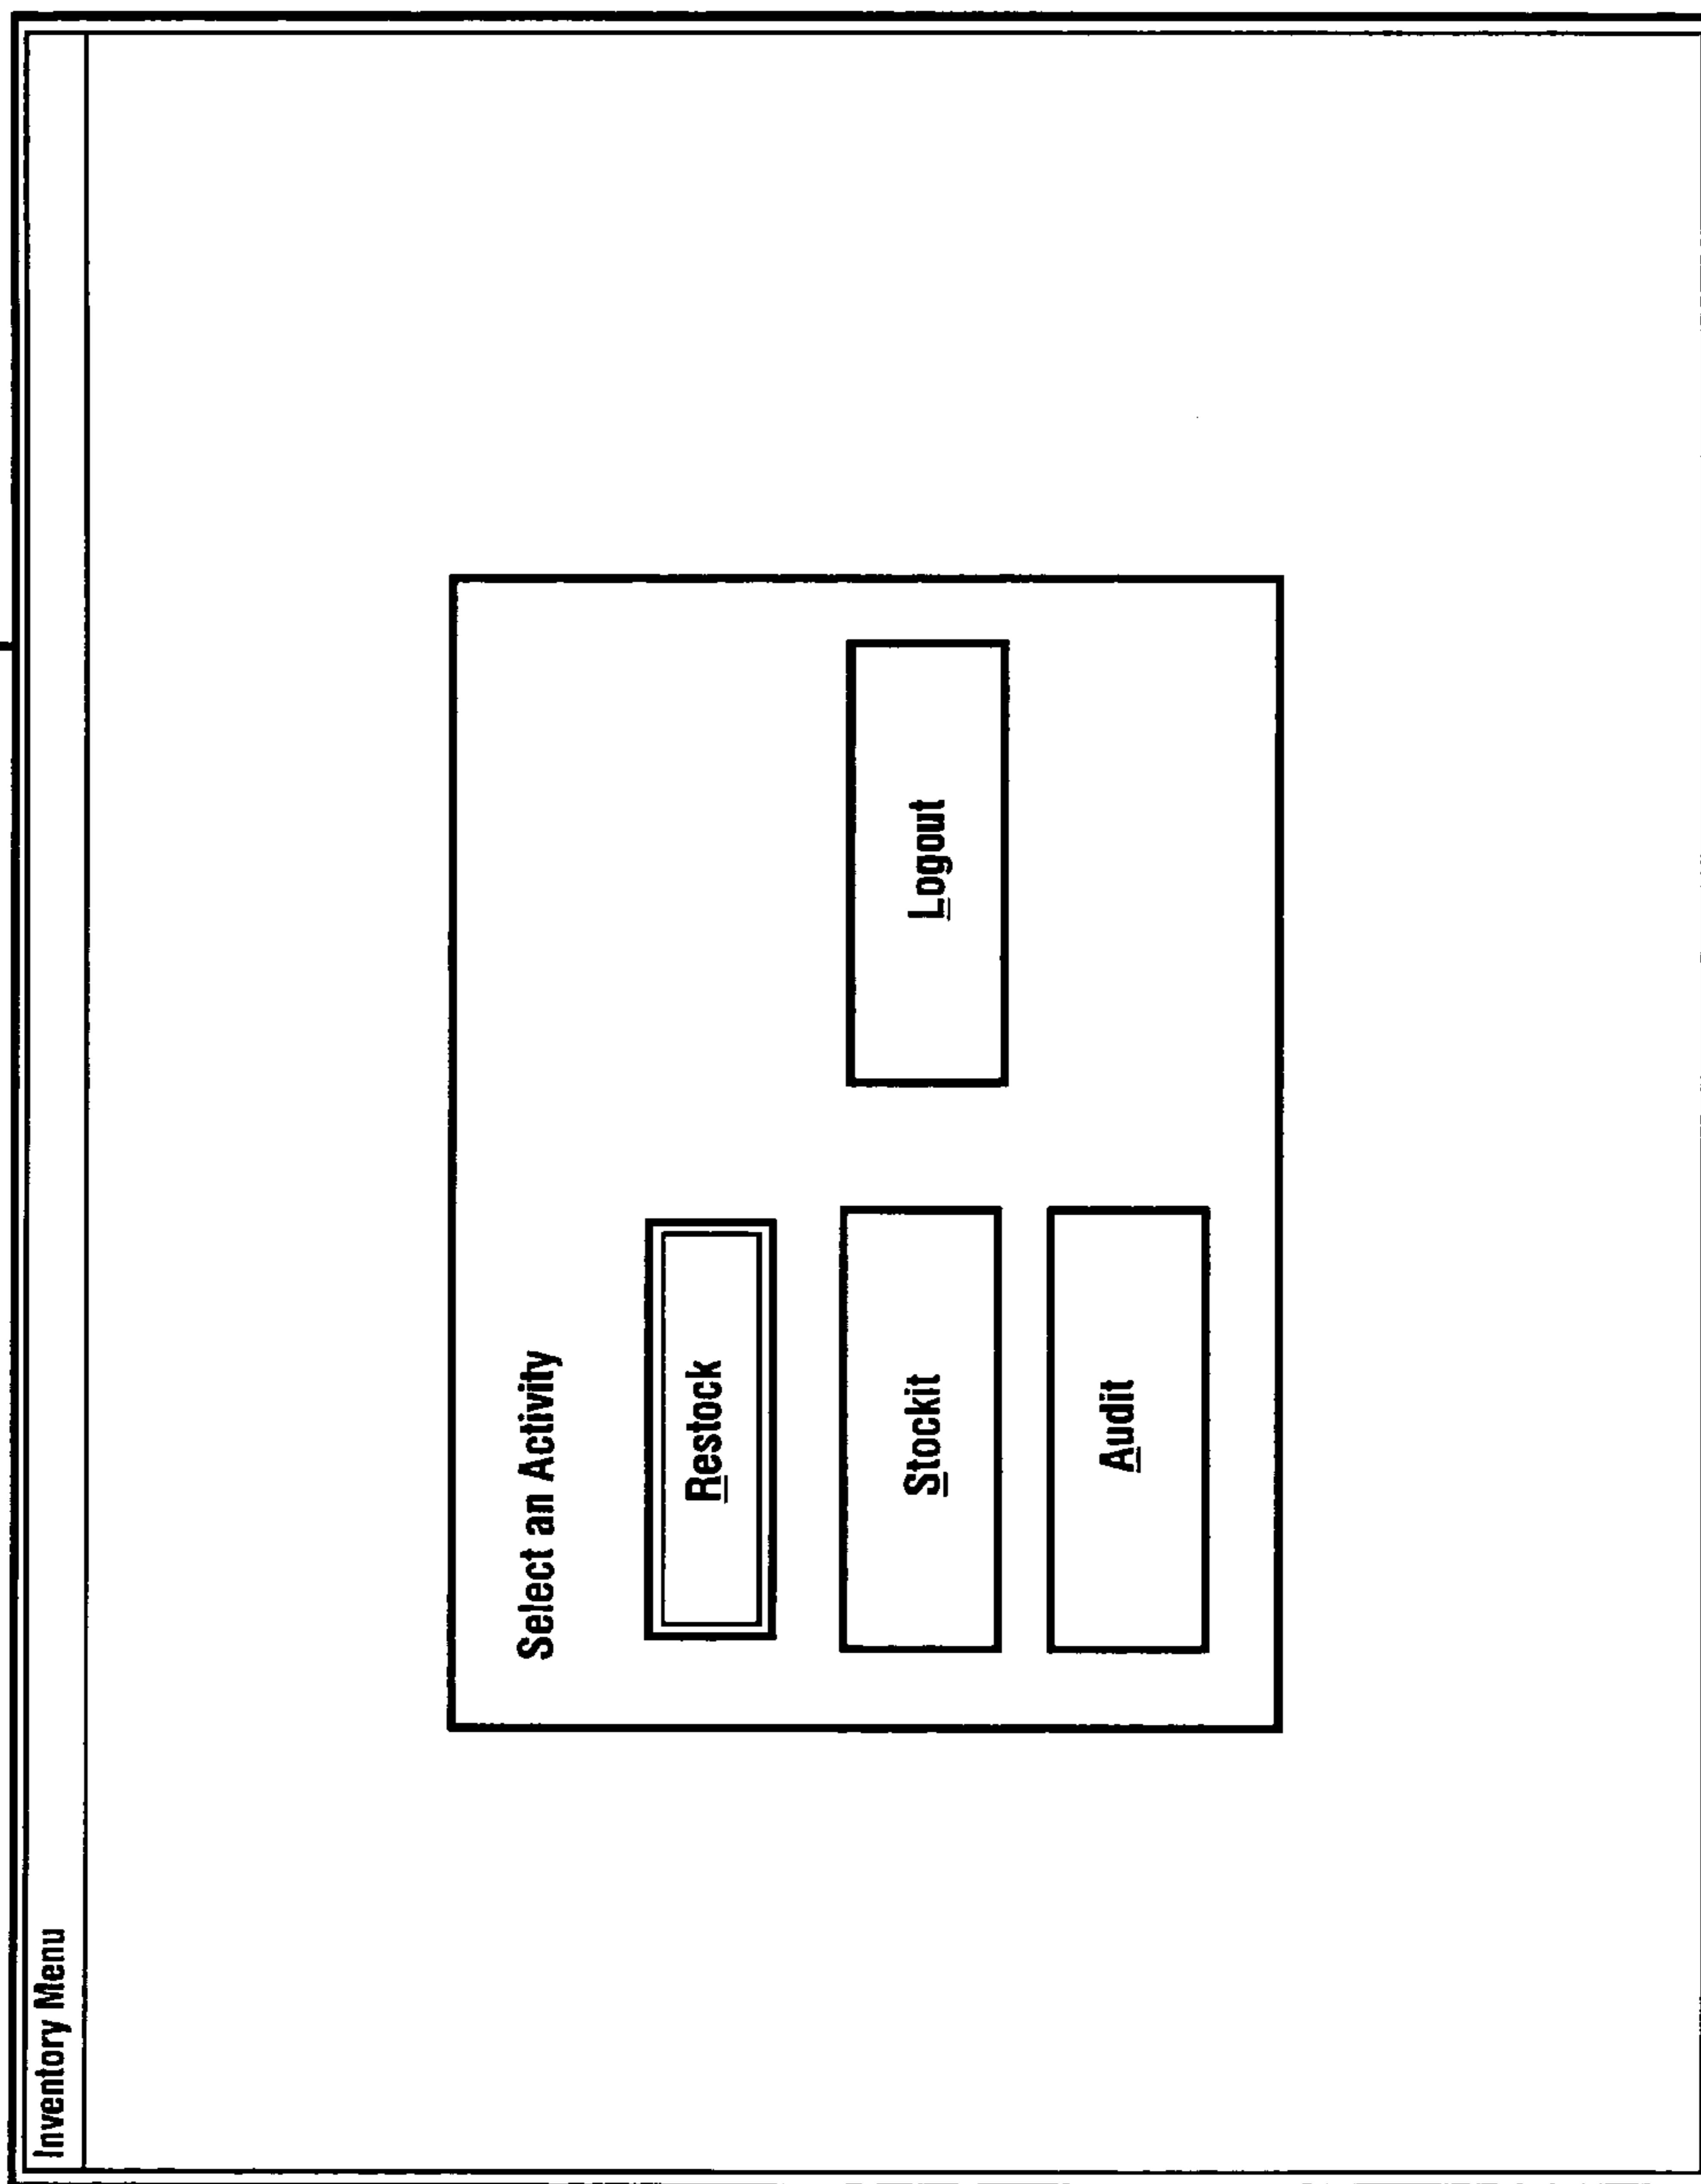 Inventory Menu
Select an Activity
Restock
Stockit
Logout
Audit